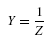 Y = 1/Z